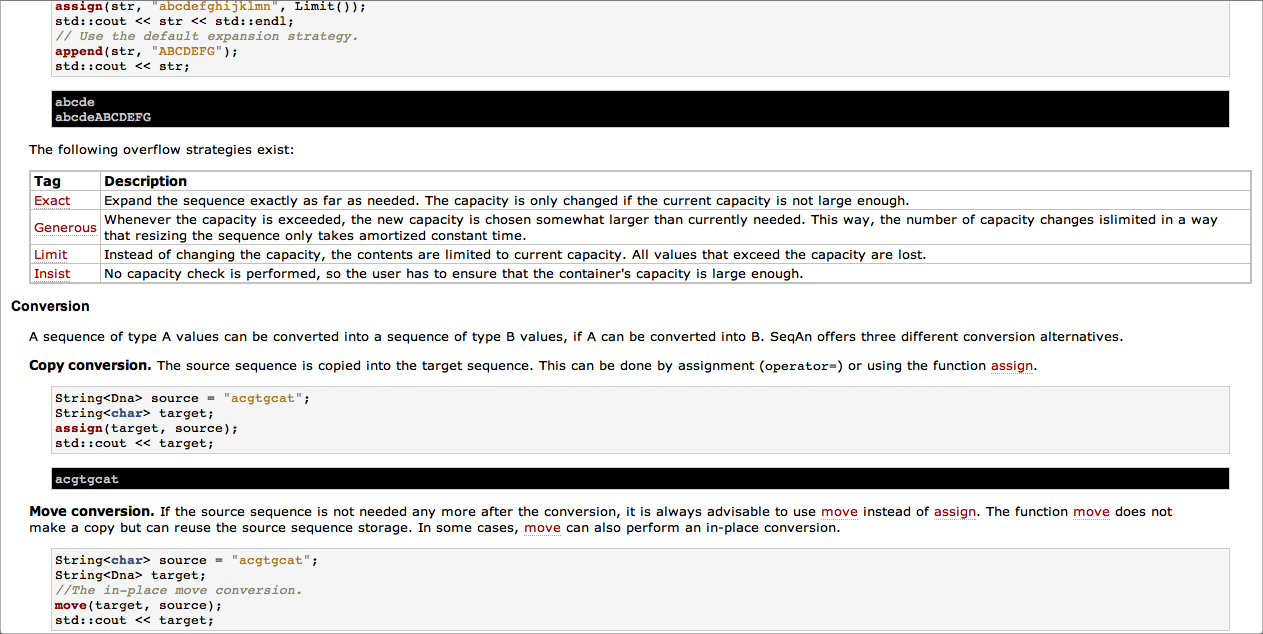 assign(str, "abcdefghijklmn", Limit());
std::cout << str << std::endl;
// Use the default expansion strategy.
append(str, "ABCDEFG");
std::cout << str;
abcde
abcdeABCDEFG
The following overflow strategies exist:
Tag Description
Exact Expand the sequence exactly as far as needed. The capacity is only changed if the current capacity is not large enough.
Generous Whenever the capacity is exceeded, the new capacity is chosen somewhat larger than currently needed. This way, the number of capacity changes islimited in a way
that resizing the sequence only takes amortized constant time.
Limit Instead of changing the capacity, the contents are limited to current capacity. All values that exceed the capacity are lost.
Insist No capacity check is performed, so the user has to ensure that the container's capacity is large enough.
Conversion
A sequence of type A values can be converted into a sequence of type B values, if A can be converted into B. SeqAn offers three different conversion alternatives.
Copy conversion. The source sequence is copied into the target sequence. This can be done by assignment (operator=) or using the function assign.
String<Dna> source = "acgtgcat";
String<char> target;
assign(target, source);
std::cout << target;
acgtgcat
Move conversion. If the source sequence is not needed any more after the conversion, it is always advisable to use move instead of assign. The function move does not
make a copy but can reuse the source sequence storage. In some cases, move can also perform an in-place conversion.
String<char> source = "acgtgcat";
String<Dna> target;
//The in-place move conversion.
move(target, source);
std::cout << target;